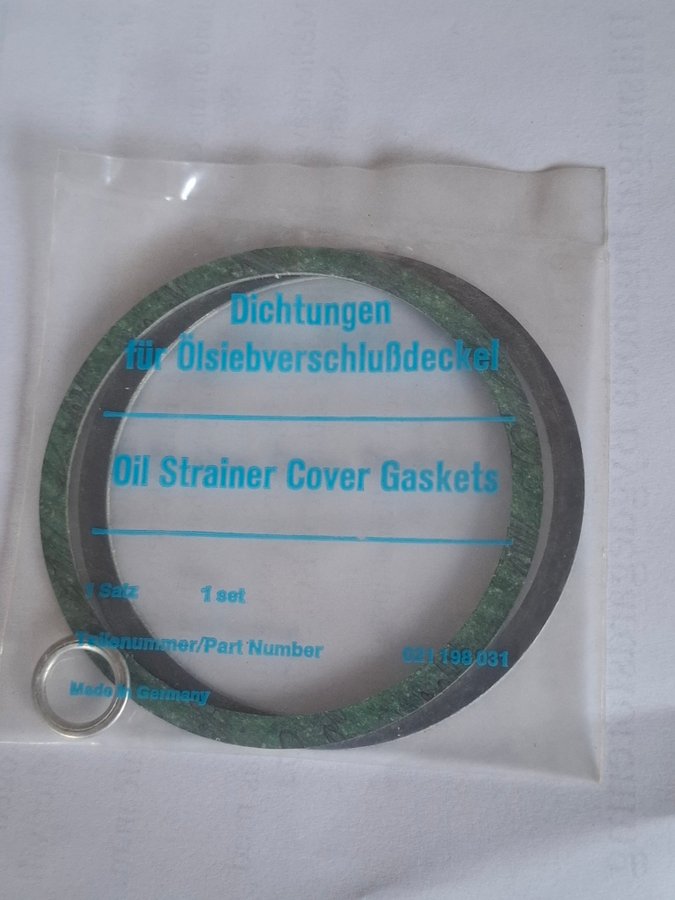 Dichtungen
für Ölsiebverschlußdeckel
Oil Strainer Cover Gaskets
1 Satz 1 set
Teilenummer/Part Number 021 198 031
Made in Germany